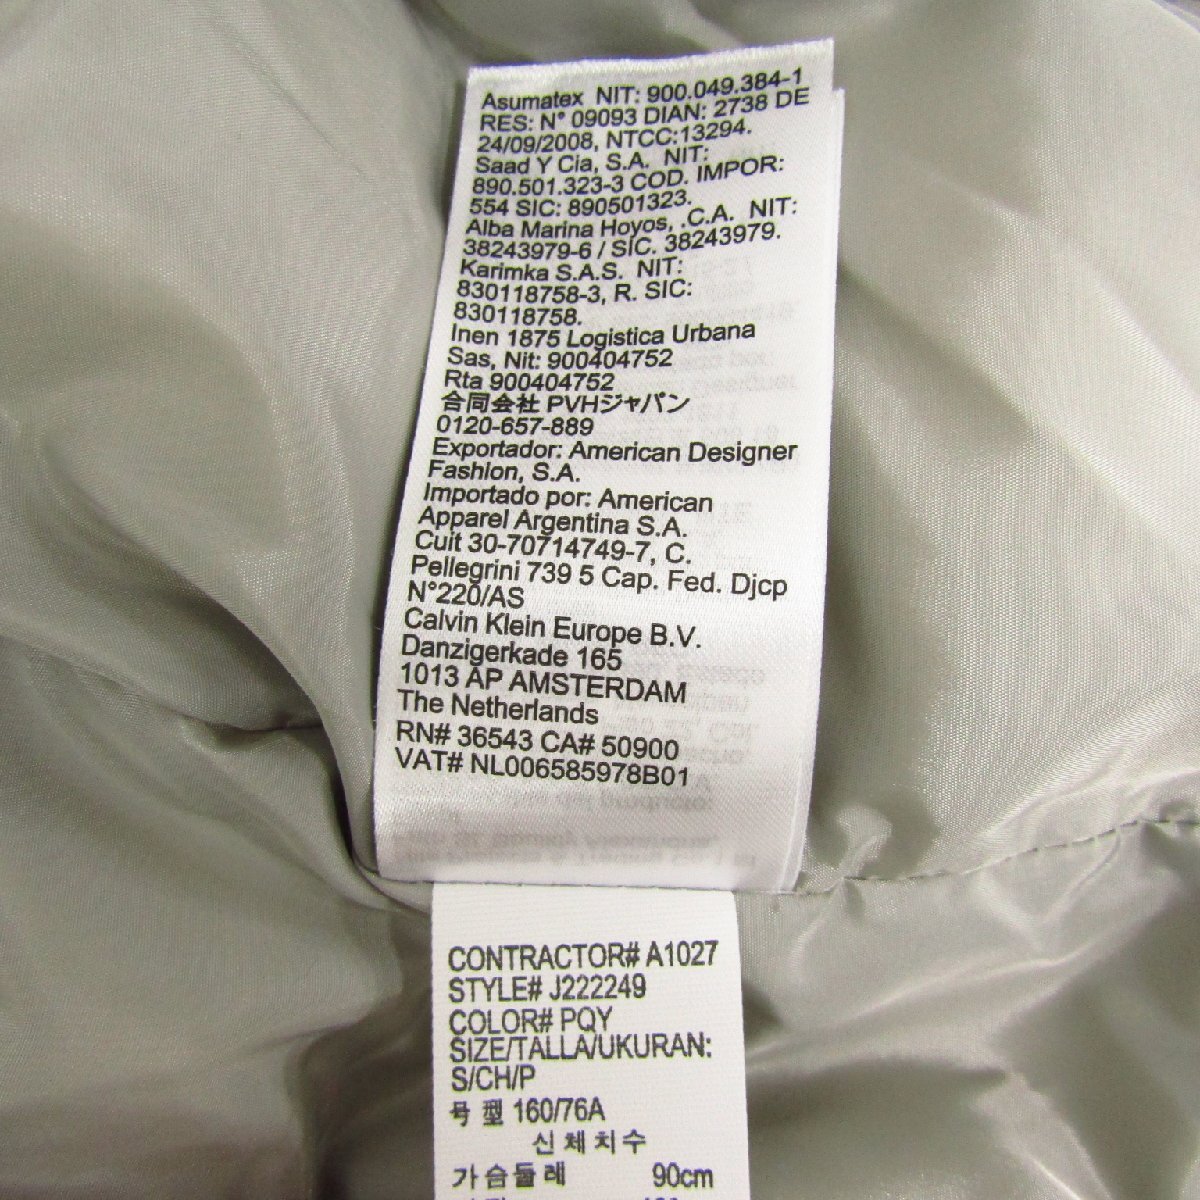 Asumatex NIT: 900.049.384-1
RES: N° 09093 DIAN: 2738 DE
24/09/2008, NTCC:13294.
Saad Y Cia, S.A. NIT:
890.501.323-3 COD. IMPOR:
554 SIC: 890501323.
Alba Marina Hoyos, .C.A. NIT:
38243979-6 / SIC. 38243979.
Karimka S.A.S. NIT:
830118758-3, R. SIC:
830118758.
Inen 1875 Logistica Urbana
Sas, Nit: 900404752
Rta 900404752
合同会社 PVHジャパン
0120-657-889
Exportador: American Designer
Fashion, S.A.
Importado por: American
Apparel Argentina S.A.
Cuit 30-70714749-7, C.
Pellegrini 739 5 Cap. Fed. Djcp
N°220/AS
Calvin Klein Europe B.V.
Danzigerkade 165
1013 AP AMSTERDAM
The Netherlands
RN# 36543 CA# 50900
VAT# NL006585978B01
CONTRACTOR# A1027
STYLE# J222249
COLOR# PQY
SIZE/TALLA/UKURAN:
S/CH/P
号 型 160/76A
신체치수
가슴둘레 90cm